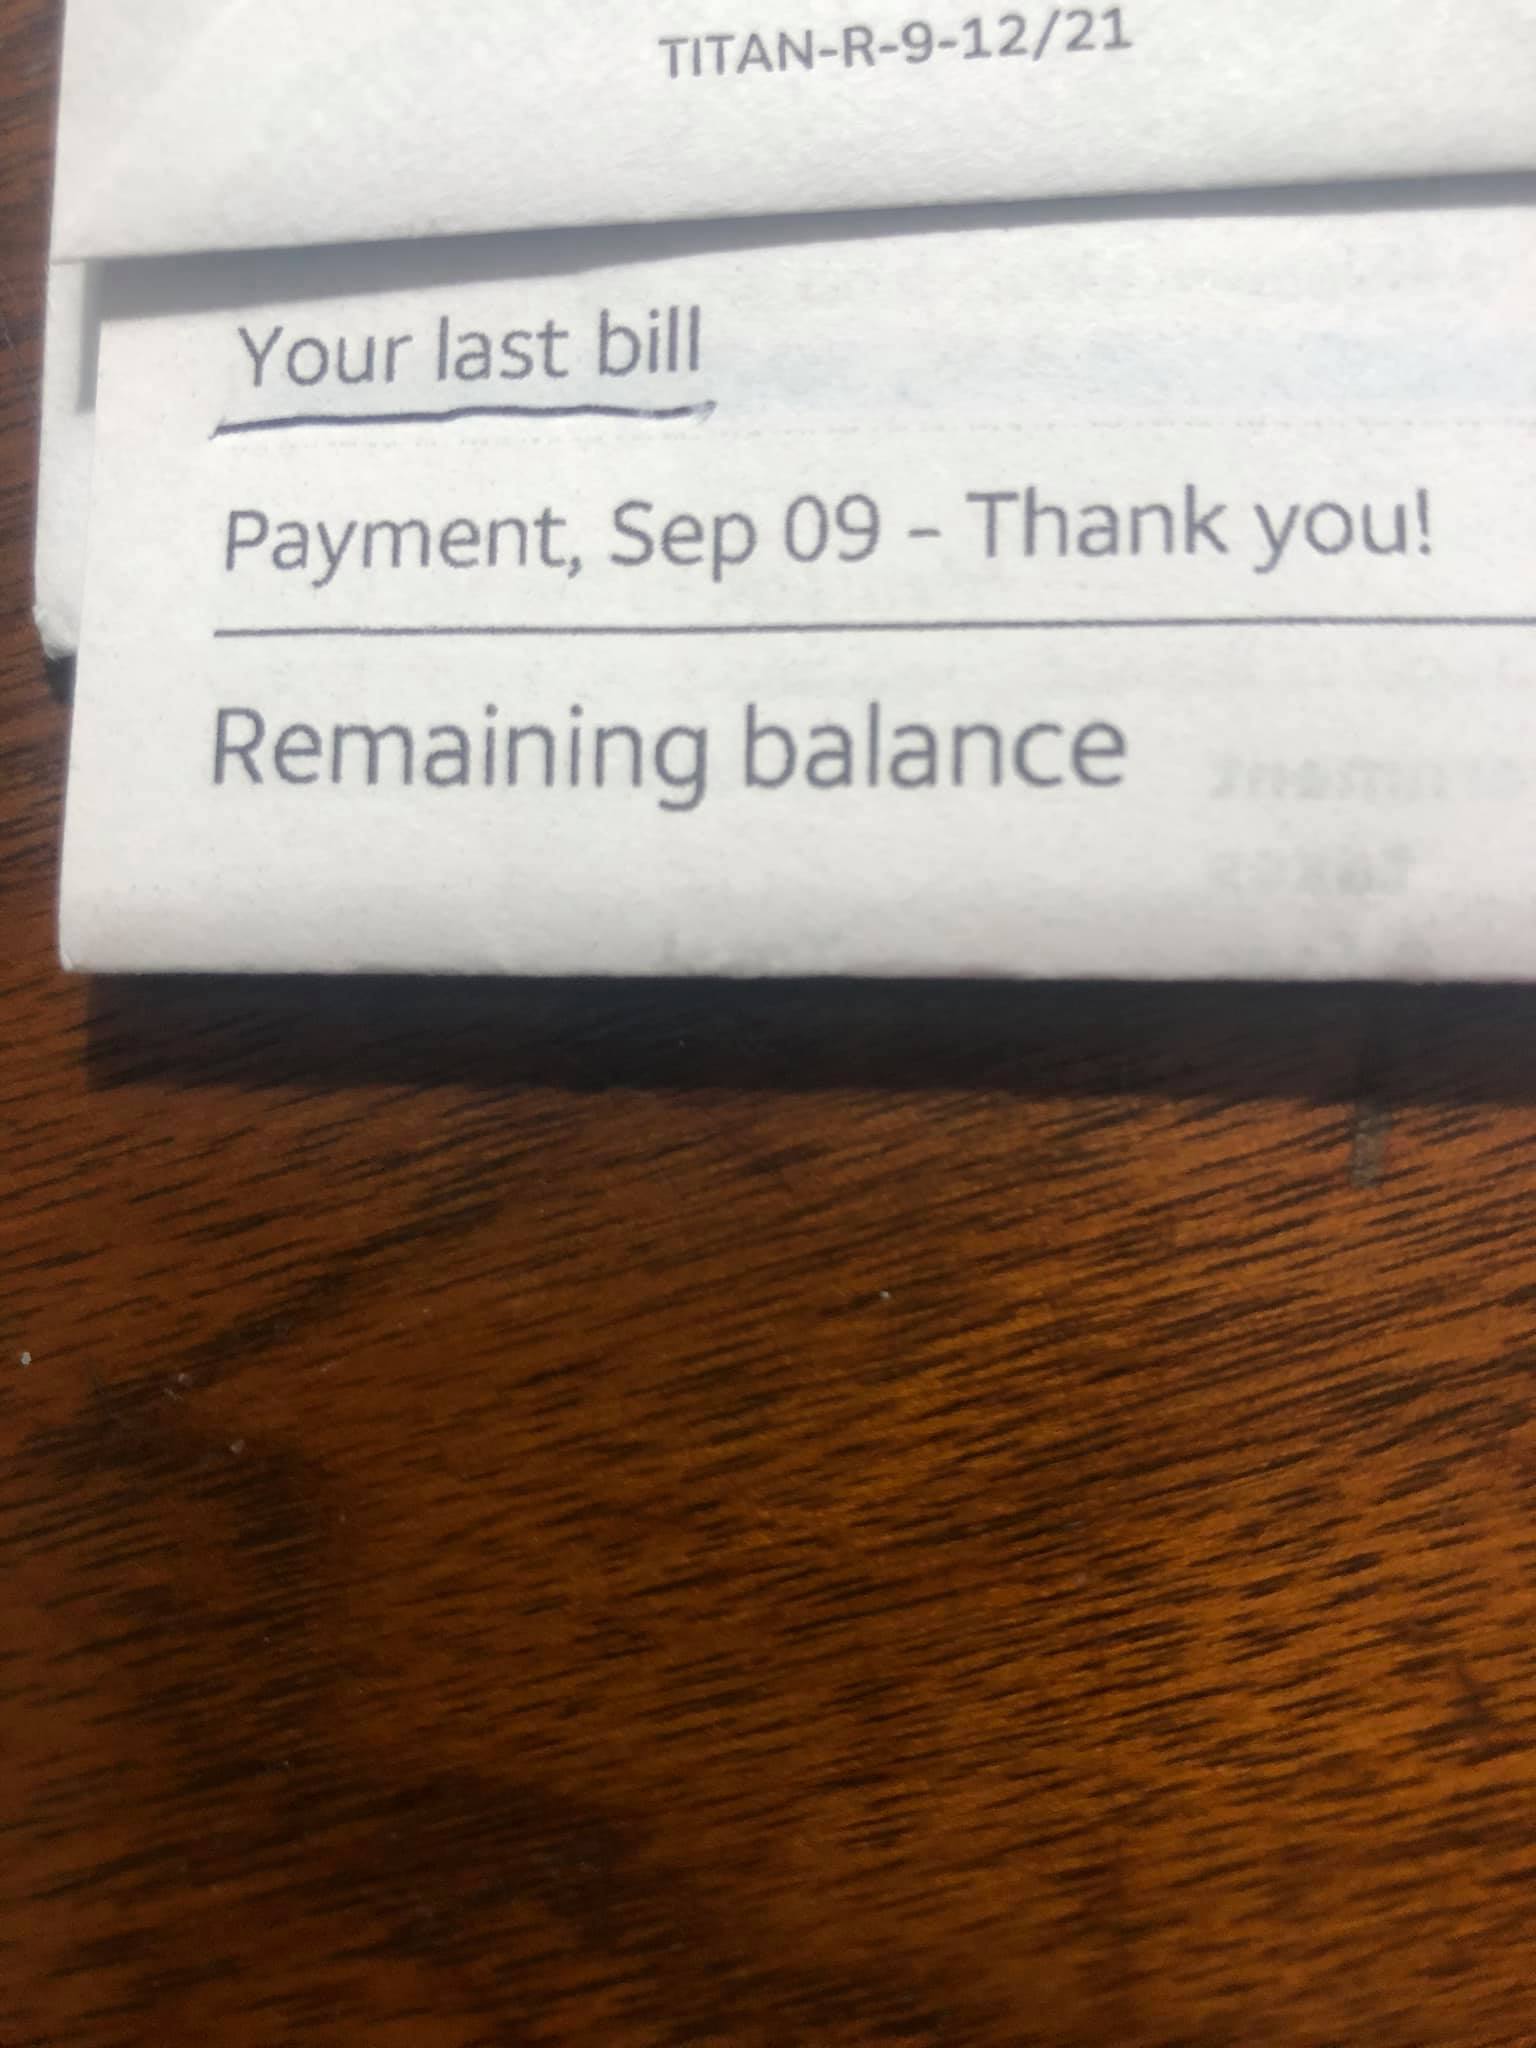 TITAN-R-9-12/21
Your last bill
Payment, Sep 09 - Thank you!
Remaining balance